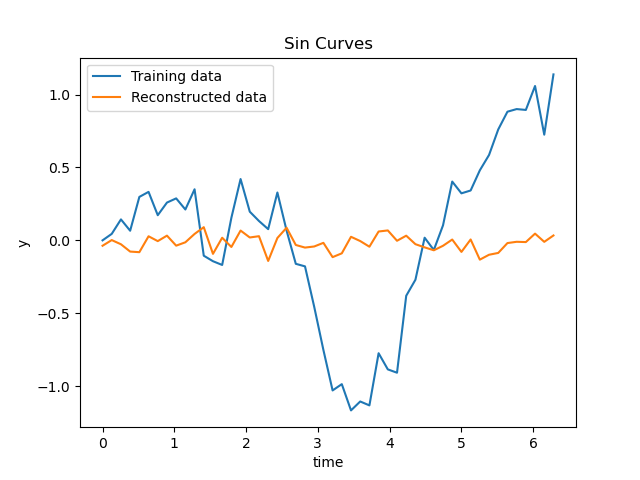 Sin Curves
Training data
Reconstructed data
1.0
0.5
0.0
−0.5
−1.0
y
0 1 2 3 4 5 6
time